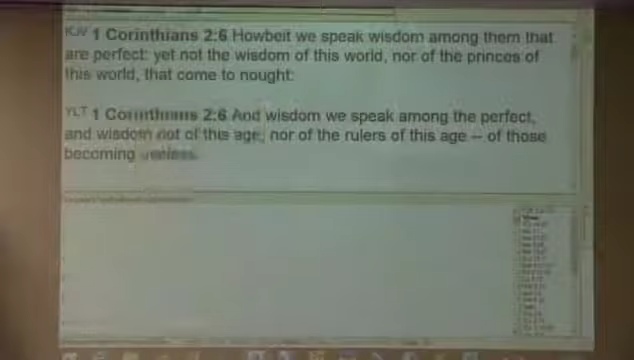 KJV 1 Corinthians 2:6 Howbeit we speak wisdom among them that
are perfect: yet not the wisdom of this world, nor of the princes of
this world, that come to nought:
YLT 1 Corinthians 2:6 And wisdom we speak among the perfect,
and wisdom not of this age, nor of the rulers of this age -- of those
becoming useless.